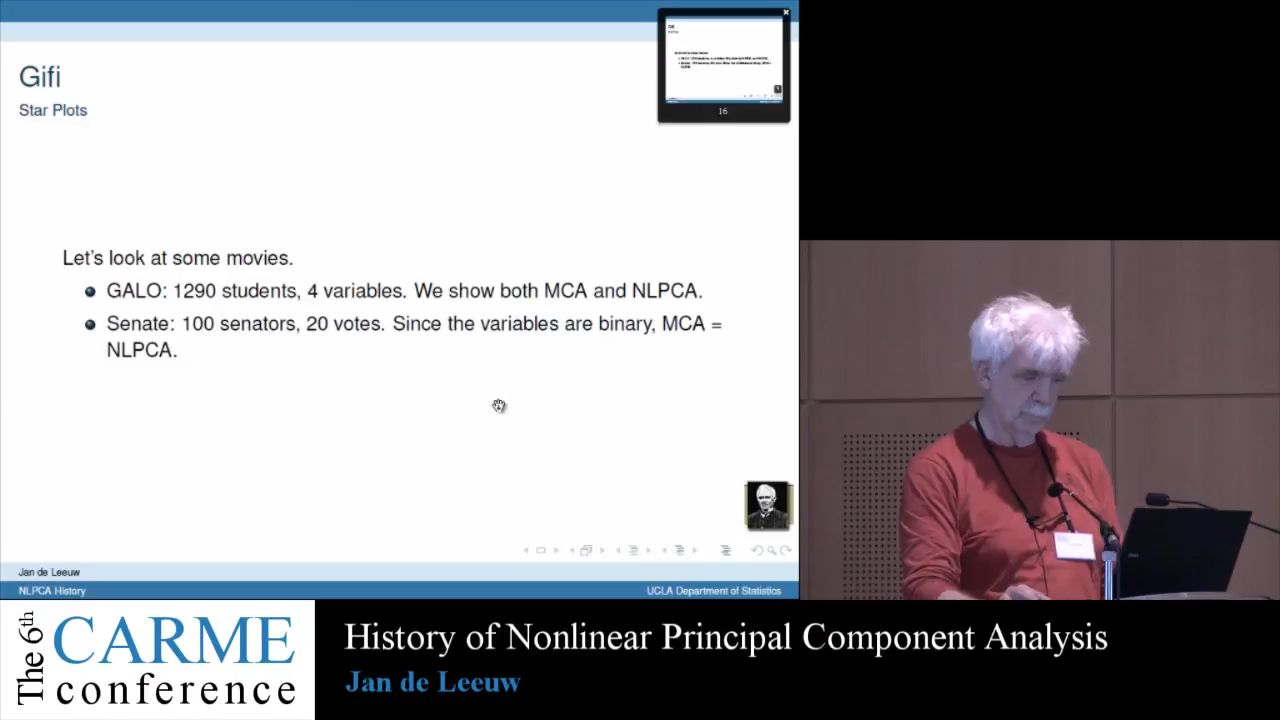 Gifi
Star Plots
16
Let's look at some movies.
GALO: 1290 students, 4 variables. We show both MCA and NLPCA.
Senate: 100 senators, 20 votes. Since the variables are binary, MCA =
NLPCA.
Jan de Leeuw
NLPCA History
UCLA Department of Statistics
The 6th
CARME
conference
History of Nonlinear Principal Component Analysis
Jan de Leeuw